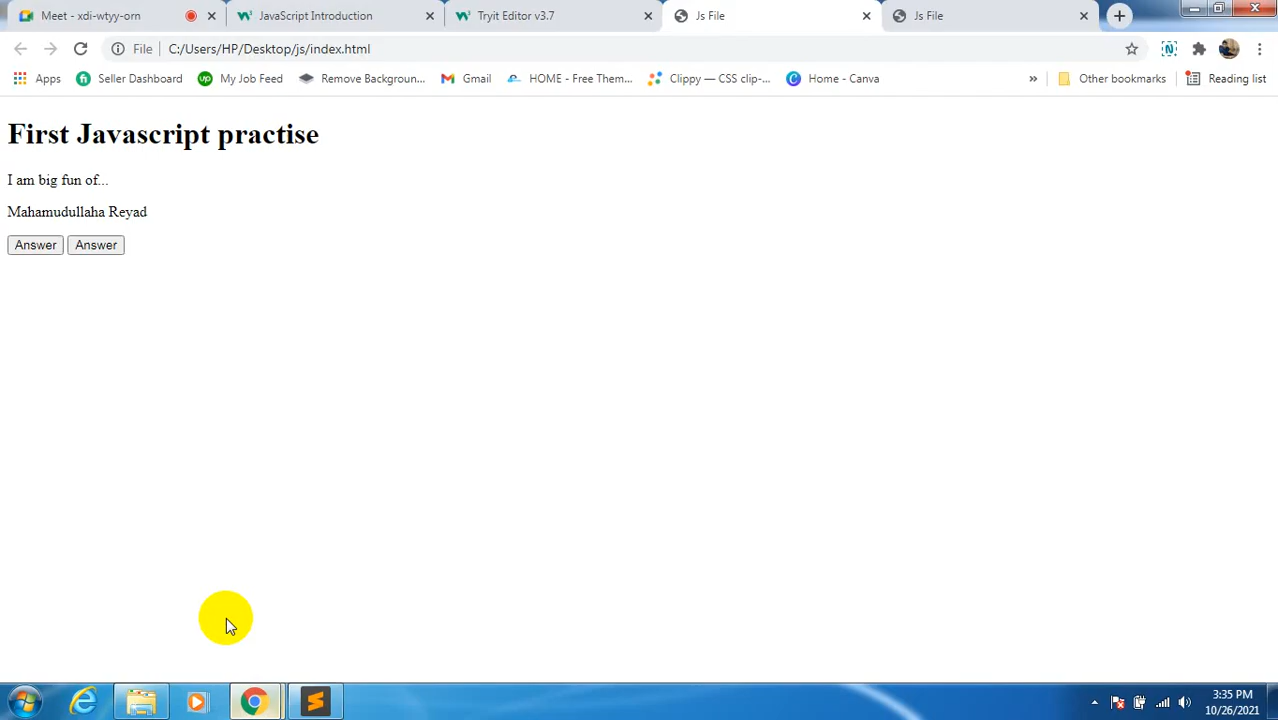 Meet - xdi-wtyy-orn
JavaScript Introduction
Tryit Editor v3.7
Js File
Js File
File C:/Users/HP/Desktop/js/index.html
Apps
Seller Dashboard
My Job Feed
Remove Backgroun...
Gmail
HOME - Free Them...
Clippy — CSS clip-...
Home - Canva
»
Other bookmarks
Reading list
First Javascript practise
I am big fun of...
Mahamudullaha Reyad
Answer Answer
3:35 PM
10/26/2021